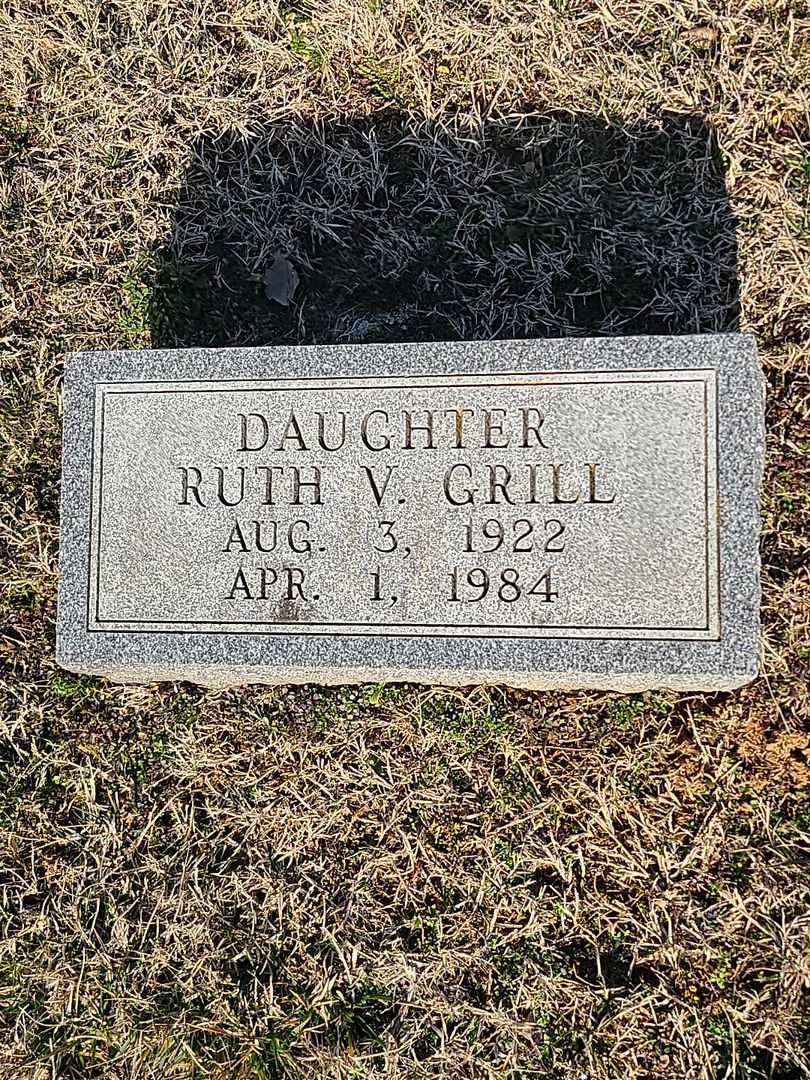 DAUGHTER
RUTH V. GRILL
AUG. 3, 1922
APR. 1, 1984